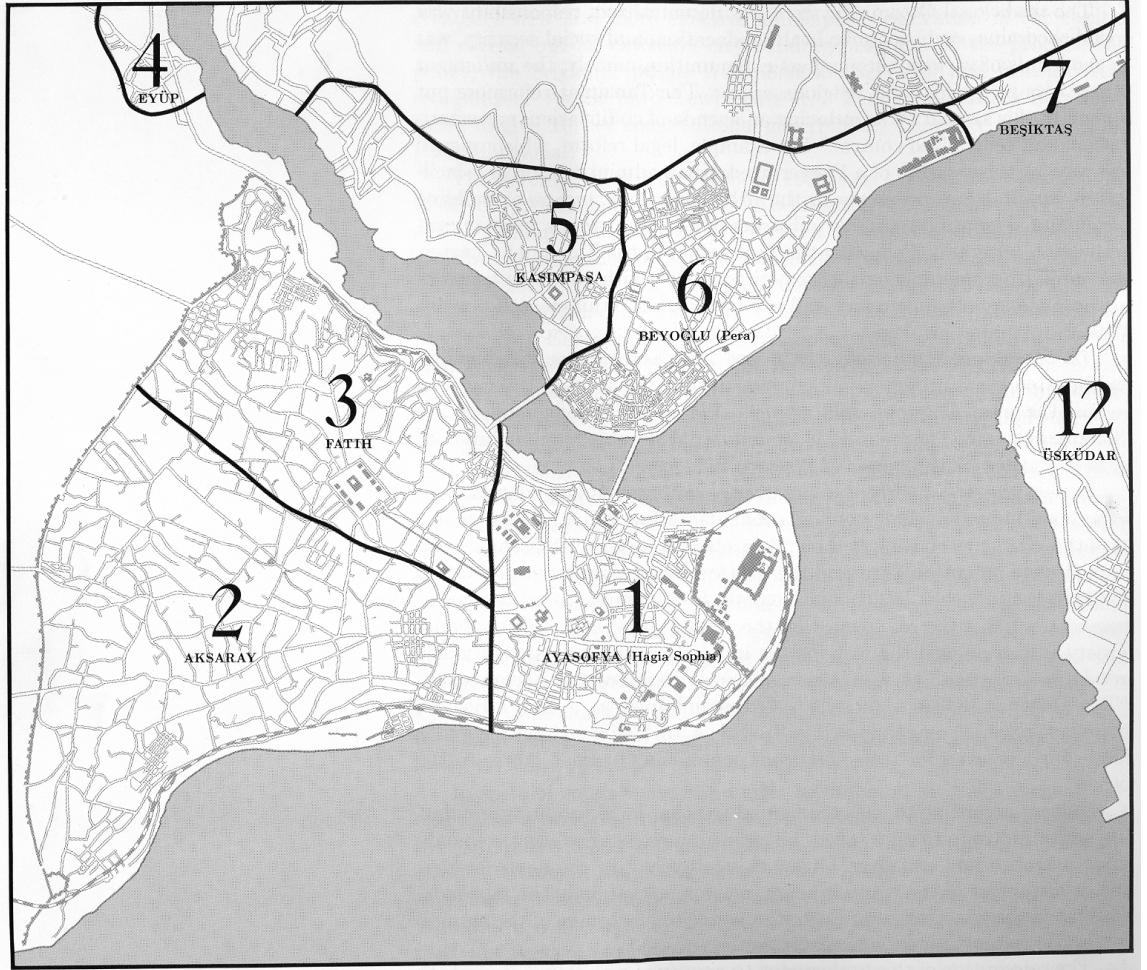 4
EYÜP
7
BEŞİKTAŞ
5
KASIMPAŞA
6
BEYOĞLU (Pera)
3
FATIH
12
ÜSKÜDAR
2
AKSARAY
1
AYASOFYA (Hagia Sophia)